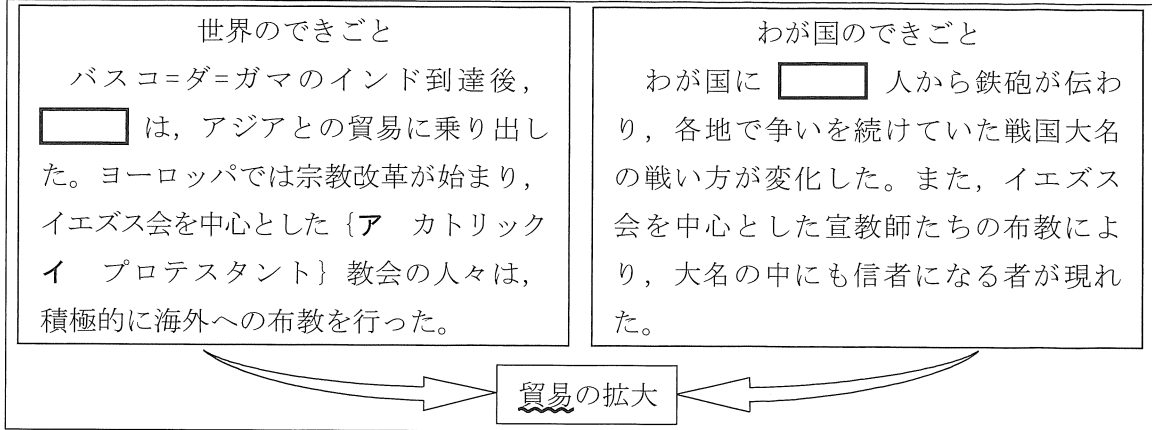 世界のできごと
バスコ=ダ=ガマのインド到達後，
は，アジアとの貿易に乗り出し
た。ヨーロッパでは宗教改革が始まり，
イエズス会を中心とした｛ア　カトリック
イ　プロテスタント｝教会の人々は，
積極的に海外への布教を行った。
わが国のできごと
わが国に　　　人から鉄砲が伝わ
り，各地で争いを続けていた戦国大名
の戦い方が変化した。また，イエズス
会を中心とした宣教師たちの布教によ
り，大名の中にも信者になる者が現れ
た。
貿易の拡大